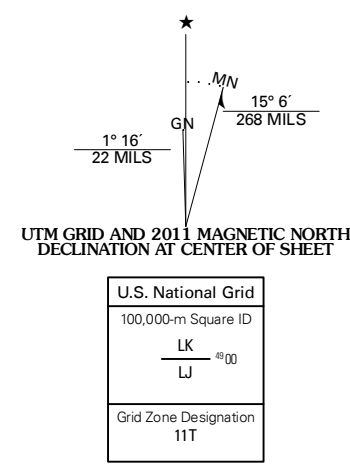 ★
MN
GN
15° 6´
268 MILS
1° 16´
22 MILS
UTM GRID AND 2011 MAGNETIC NORTH
DECLINATION AT CENTER OF SHEET
U.S. National Grid
100,000-m Square ID
LK
4900
LJ
Grid Zone Designation
11T